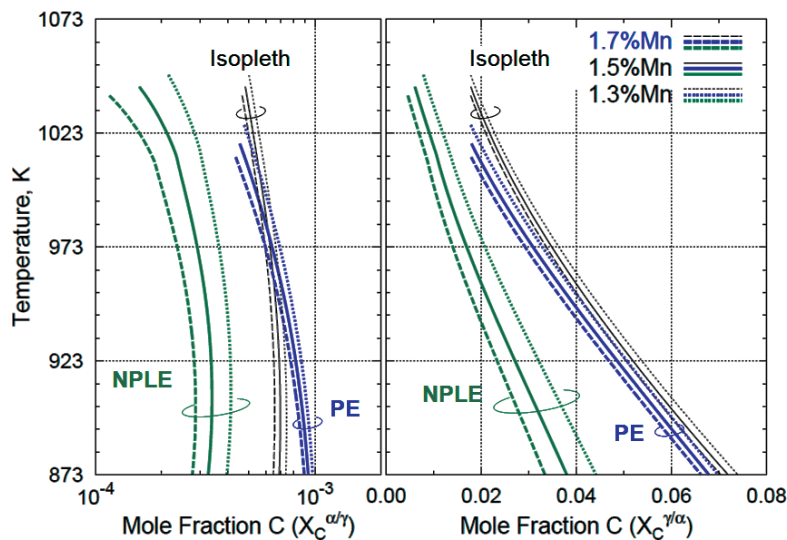 1073
1023
973
923
873
Temperature, K
Isopleth
NPLE
PE
10⁻⁴
10⁻³
Mole Fraction C (X_C^α/γ)
Isopleth
1.7%Mn
1.5%Mn
1.3%Mn
NPLE
PE
0.00
0.02
0.04
0.06
0.08
Mole Fraction C (X_C^γ/α)